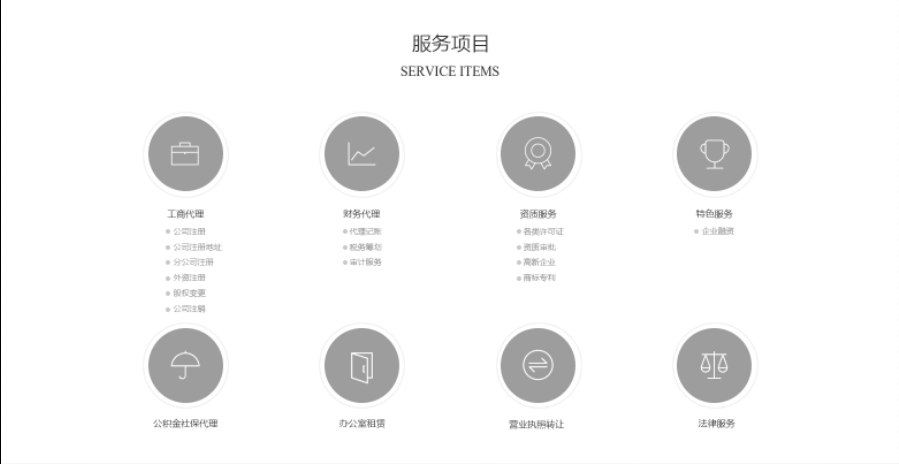 服务项目
SERVICE ITEMS
工商代理
公司注册
公司注册地址
分公司注册
外资注册
股权变更
公司注销
财务代理
代理记账
税务筹划
审计服务
资质服务
各类许可证
资质审批
高新企业
商标专利
特色服务
企业融资
公积金社保代理
办公室租赁
营业执照转让
法律服务